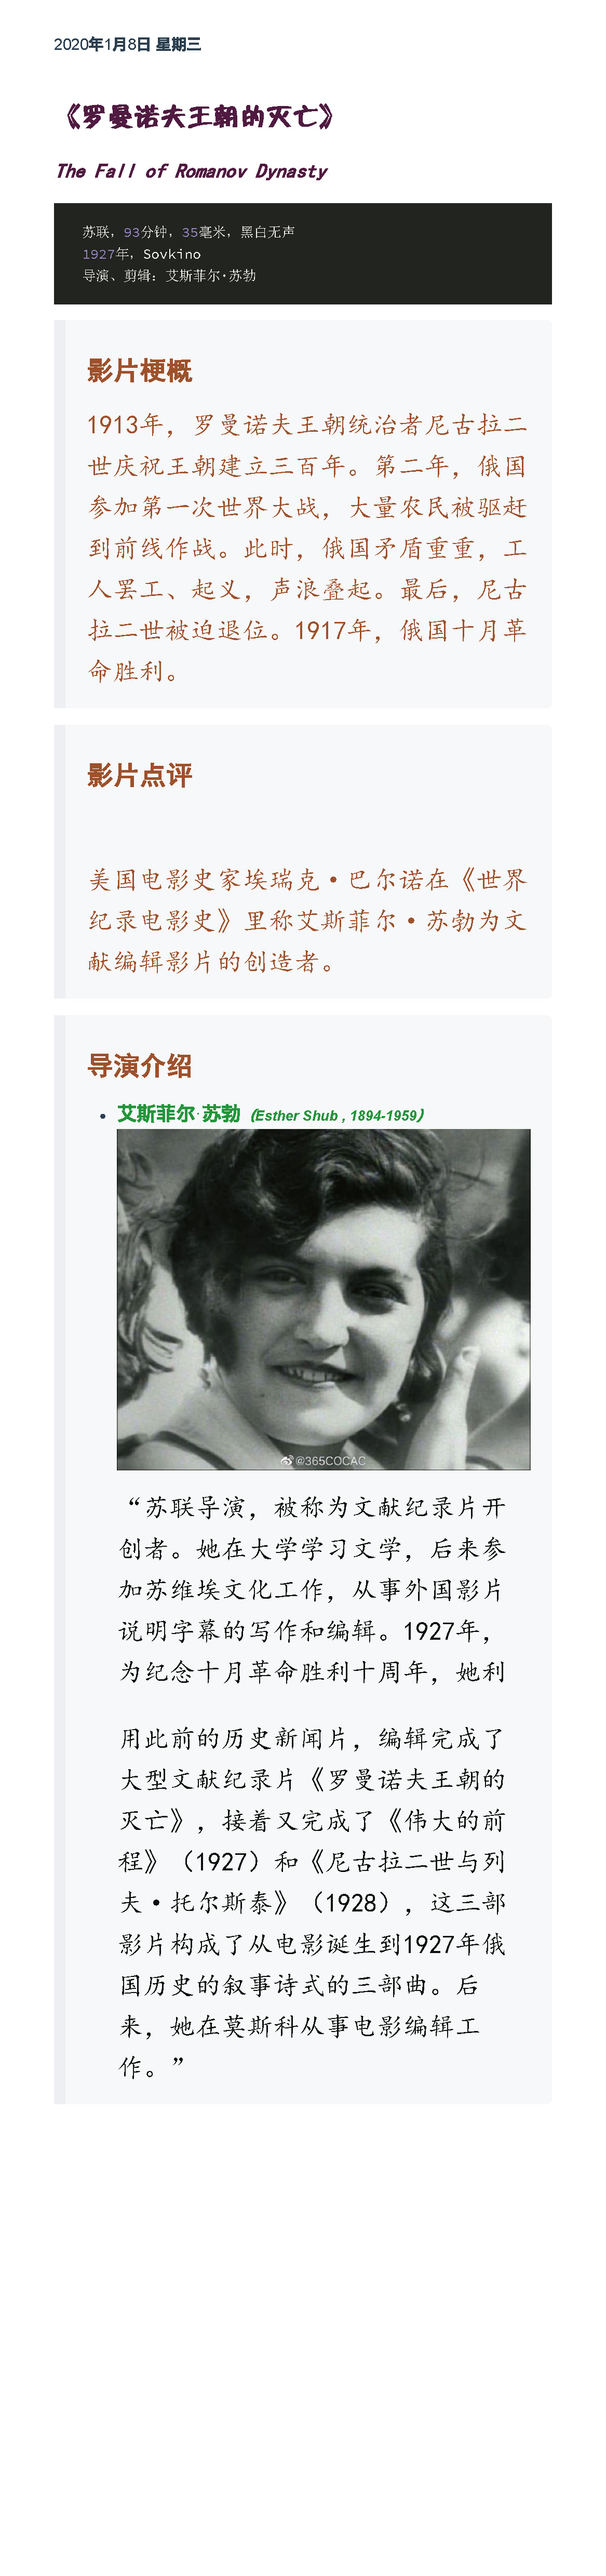 2020年1月8日 星期三
《罗曼诺夫王朝的灭亡》
The Fall of Romanov Dynasty
苏联，93分钟，35毫米，黑白无声
1927年，Sovkino
导演、剪辑：艾斯菲尔·苏勃
影片梗概
1913年，罗曼诺夫王朝统治者尼古拉二
世庆祝王朝建立三百年。第二年，俄国
参加第一次世界大战，大量农民被驱赶
到前线作战。此时，俄国矛盾重重，工
人罢工、起义，声浪叠起。最后，尼古
拉二世被迫退位。1917年，俄国十月革
命胜利。
影片点评
美国电影史家埃瑞克·巴尔诺在《世界
纪录电影史》里称艾斯菲尔·苏勃为文
献编辑影片的创造者。
导演介绍
艾斯菲尔·苏勃 (Esther Shub , 1894-1959)
@365COCAC
“苏联导演，被称为文献纪录片开
创者。她在大学学习文学，后来参
加苏维埃文化工作，从事外国影片
说明字幕的写作和编辑。1927年，
为纪念十月革命胜利十周年，她利
用此前的历史新闻片，编辑完成了
大型文献纪录片《罗曼诺夫王朝的
灭亡》，接着又完成了《伟大的前
程》（1927）和《尼古拉二世与列
夫·托尔斯泰》（1928），这三部
影片构成了从电影诞生到1927年俄
国历史的叙事诗式的三部曲。后
来，她在莫斯科从事电影编辑工
作。”